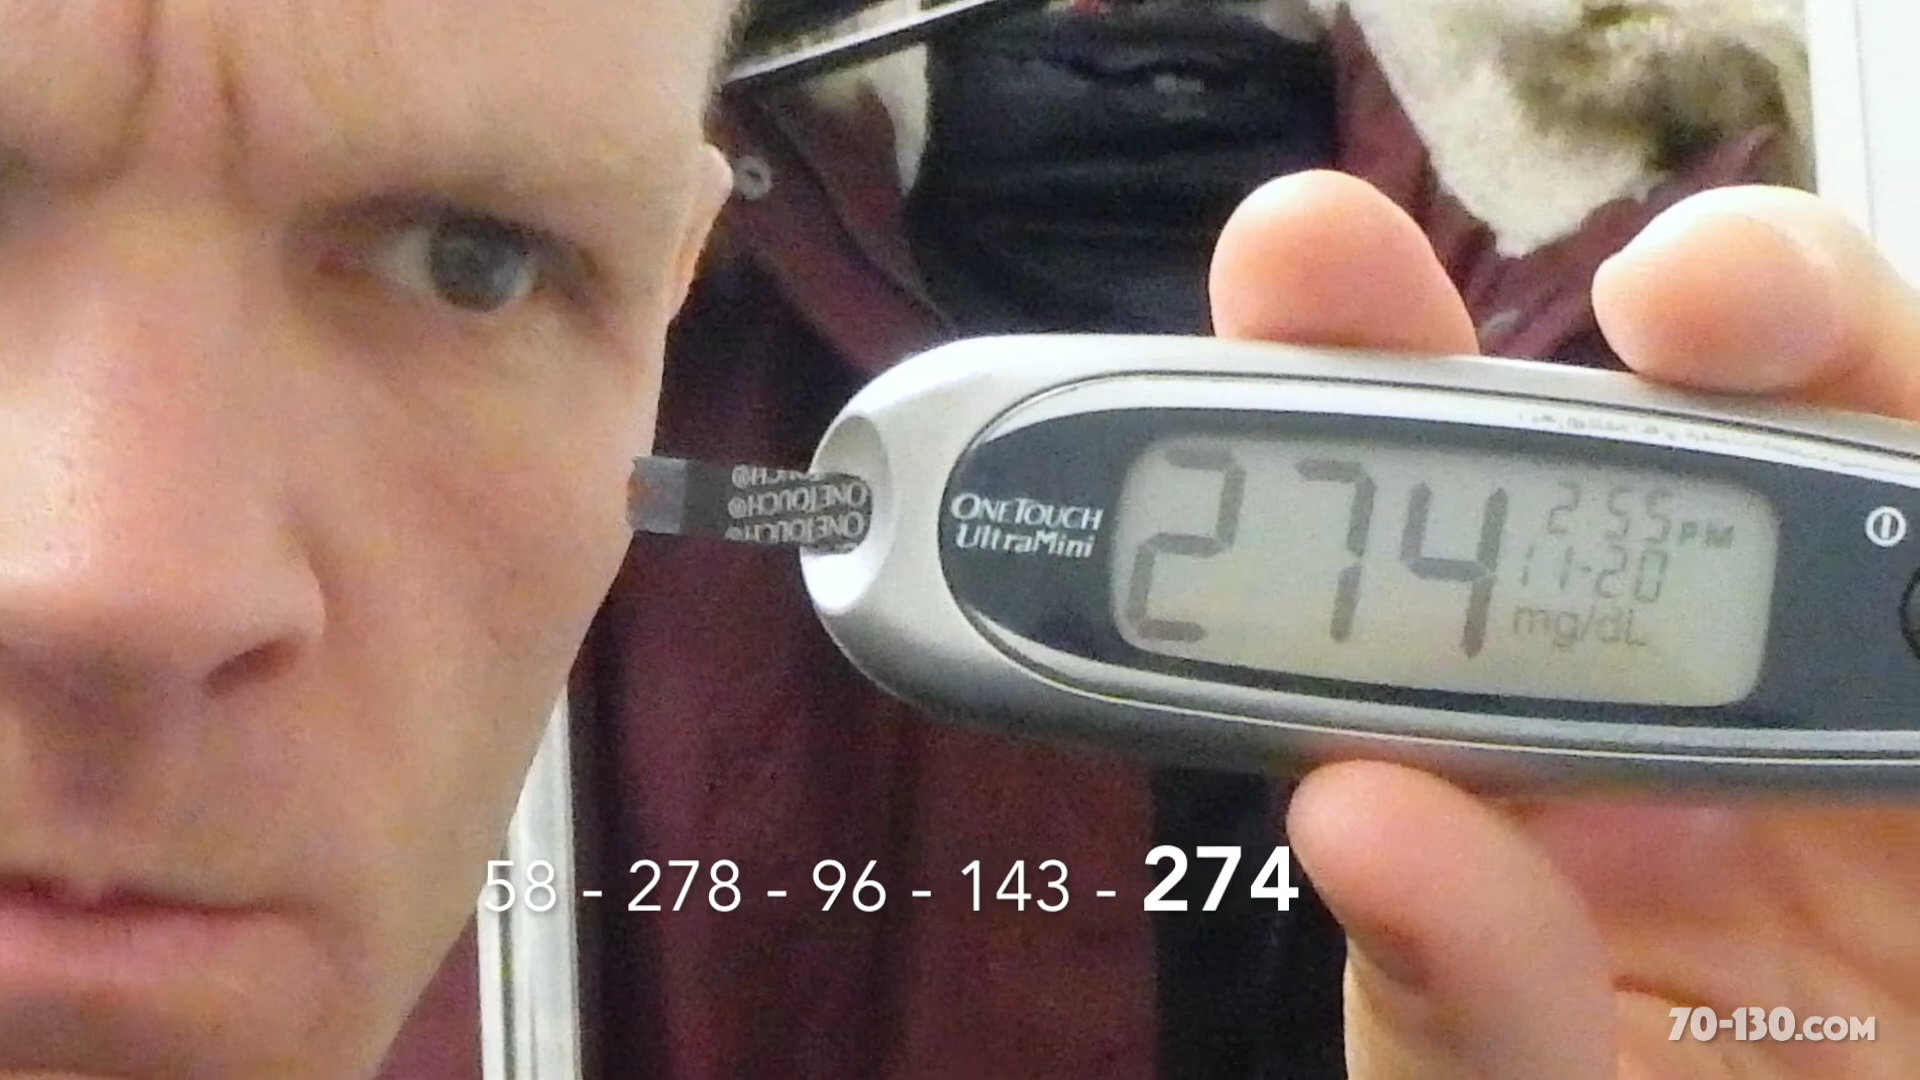 ONETOUCH®
ONETOUCH®
ONETOUCH®
ONETOUCH
UltraMini
274
2:55 PM
11-20
mg/dL
58 - 278 - 96 - 143 - 274
70-130.COM